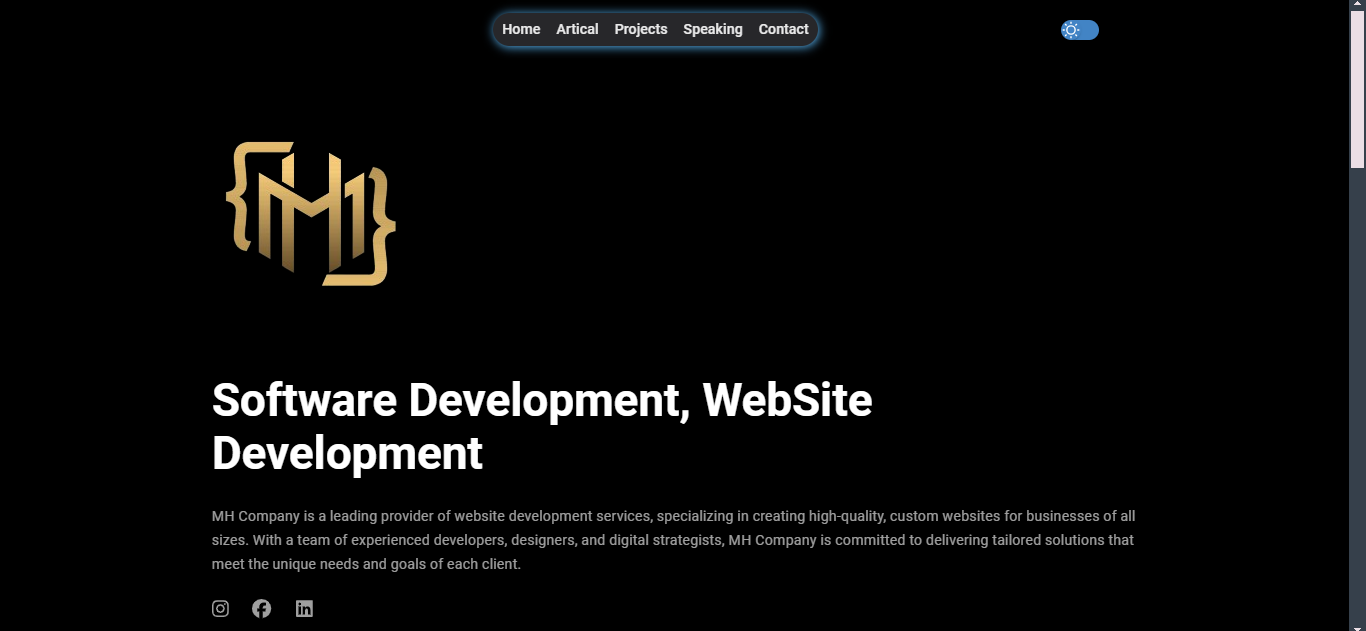 Home Artical Projects Speaking Contact
{MH}
Software Development, WebSite
Development
MH Company is a leading provider of website development services, specializing in creating high-quality, custom websites for businesses of all
sizes. With a team of experienced developers, designers, and digital strategists, MH Company is committed to delivering tailored solutions that
meet the unique needs and goals of each client.